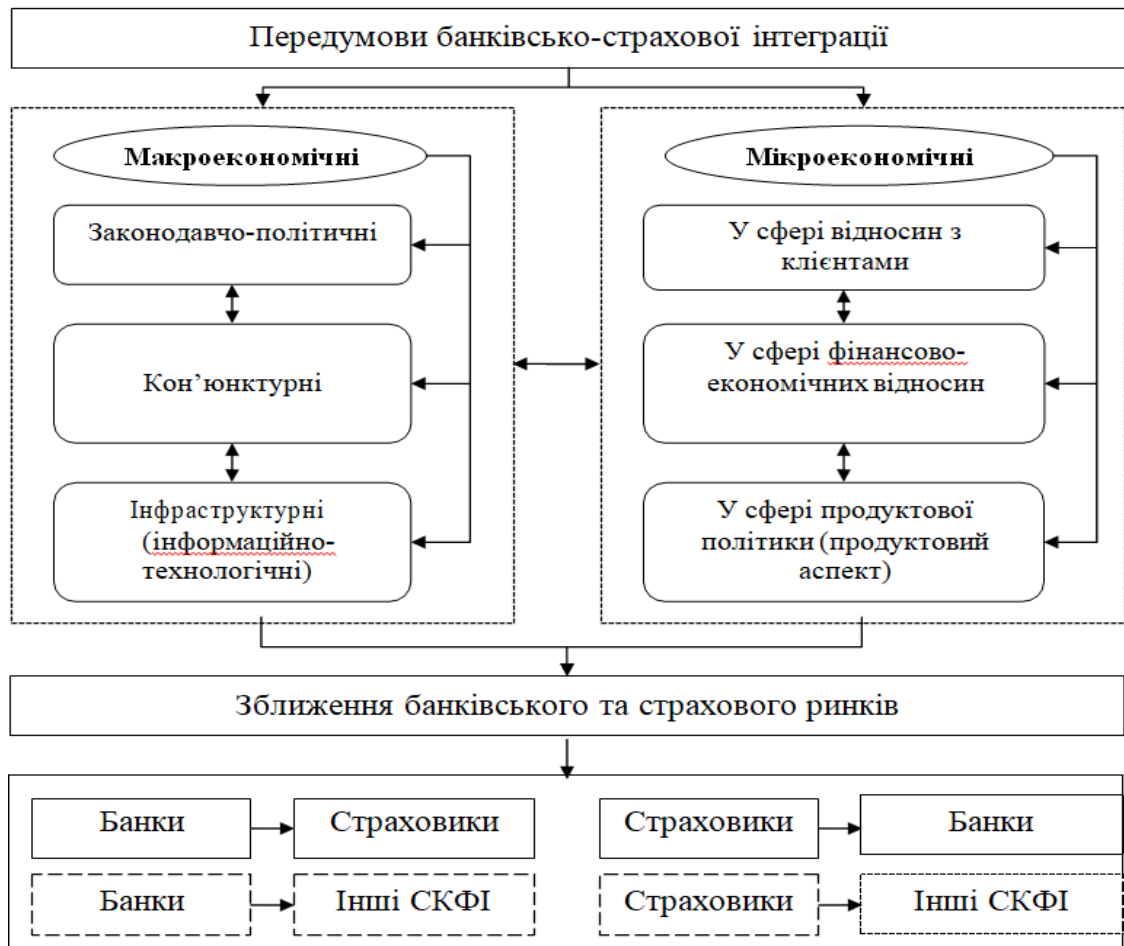 Передумови банківсько-страхової інтеграції
Макроекономічні
Законодавчо-політичні
Кон’юнктурні
Інфраструктурні
(інформаційно-
технологічні)
Мікроекономічні
У сфері відносин з
клієнтами
У сфері фінансово-
економічних відносин
У сфері продуктової
політики (продуктовий
аспект)
Зближення банківського та страхового ринків
Банки
Страховики
Страховики
Банки
Банки
Інші СКФІ
Страховики
Інші СКФІ